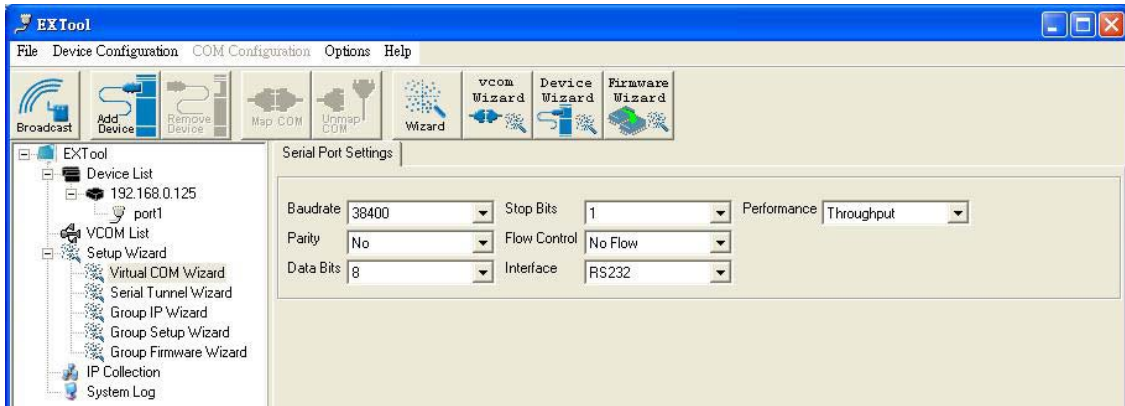 EXTool
File Device Configuration COM Configuration Options Help
Broadcast
Add Device
Remove Device
Map COM
Unmap COM
Wizard
vcom Wizard
Device Wizard
Firmware Wizard
EXTool
Device List
192.168.0.125
port1
VCOM List
Setup Wizard
Virtual COM Wizard
Serial Tunnel Wizard
Group IP Wizard
Group Setup Wizard
Group Firmware Wizard
IP Collection
System Log
Serial Port Settings
Baudrate 38400 Stop Bits 1 Performance Throughput
Parity No Flow Control No Flow
Data Bits 8 Interface RS232